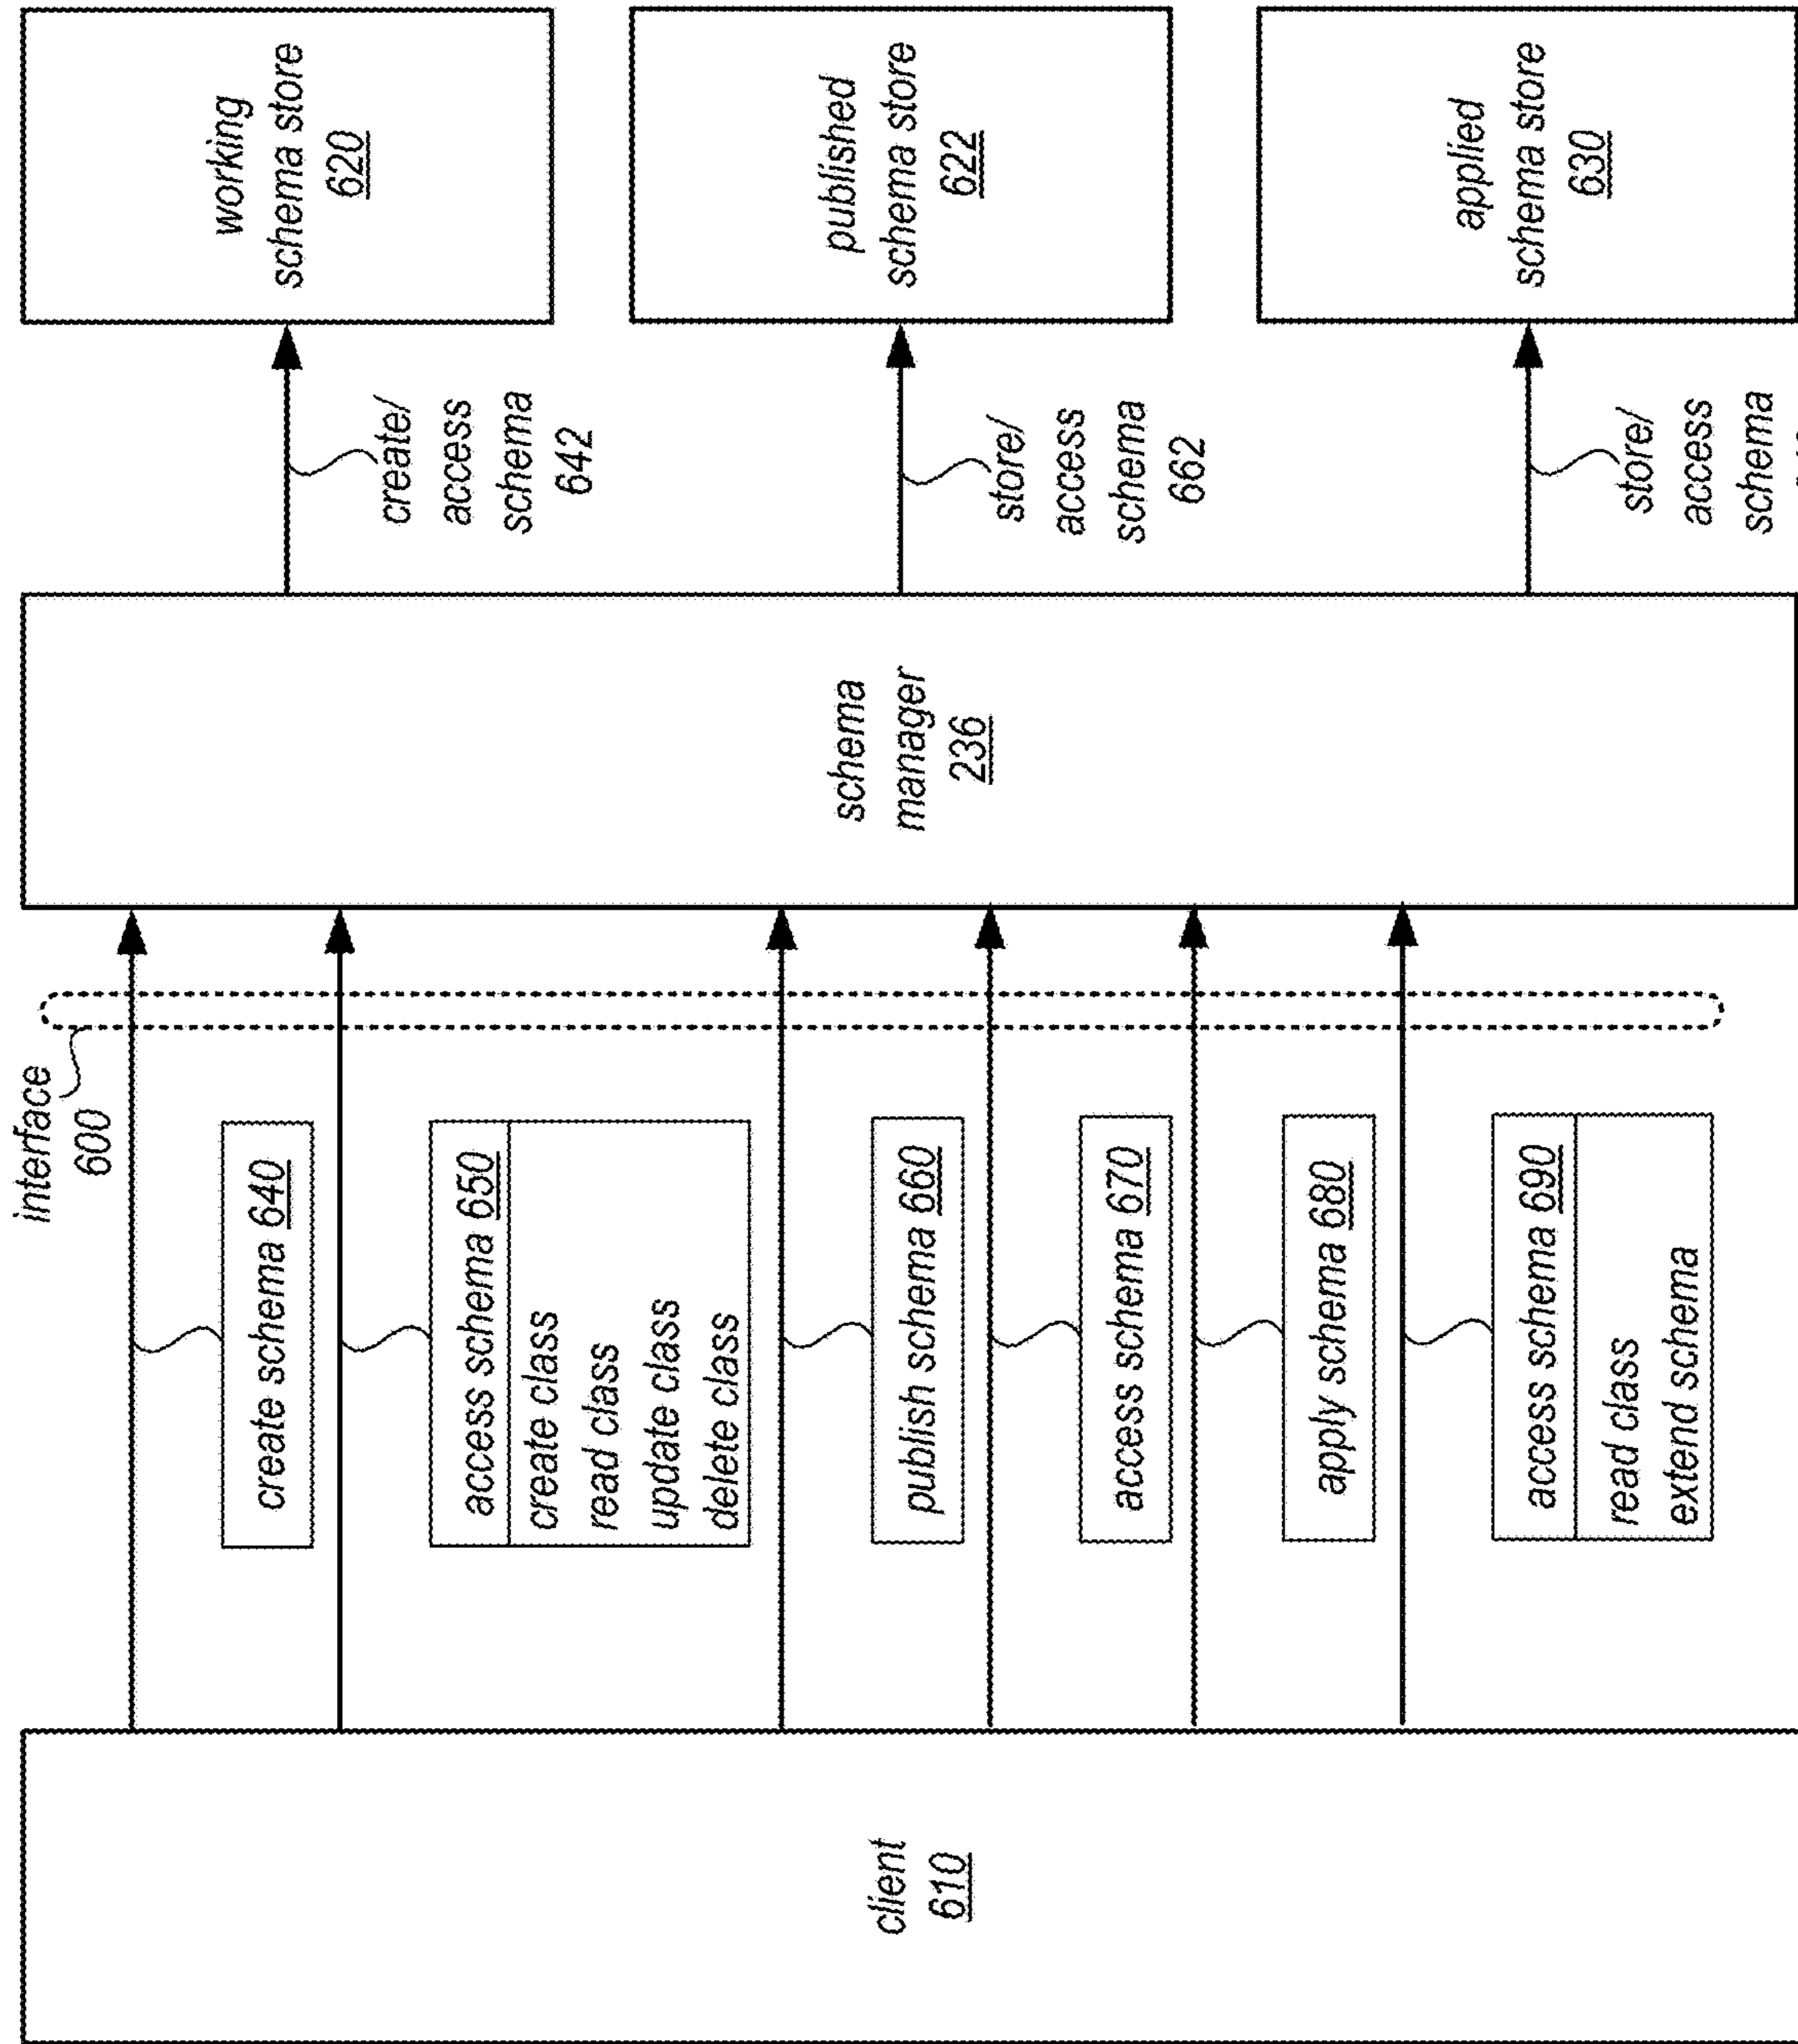 interface
600
client
610
create schema 640
access schema 650
create class
read class
update class
delete class
publish schema 660
access schema 670
apply schema 680
access schema 690
read class
extend schema
schema
manager
236
create/
access
schema
642
store/
access
schema
662
store/
access
schema
working
schema store
620
published
schema store
622
applied
schema store
630